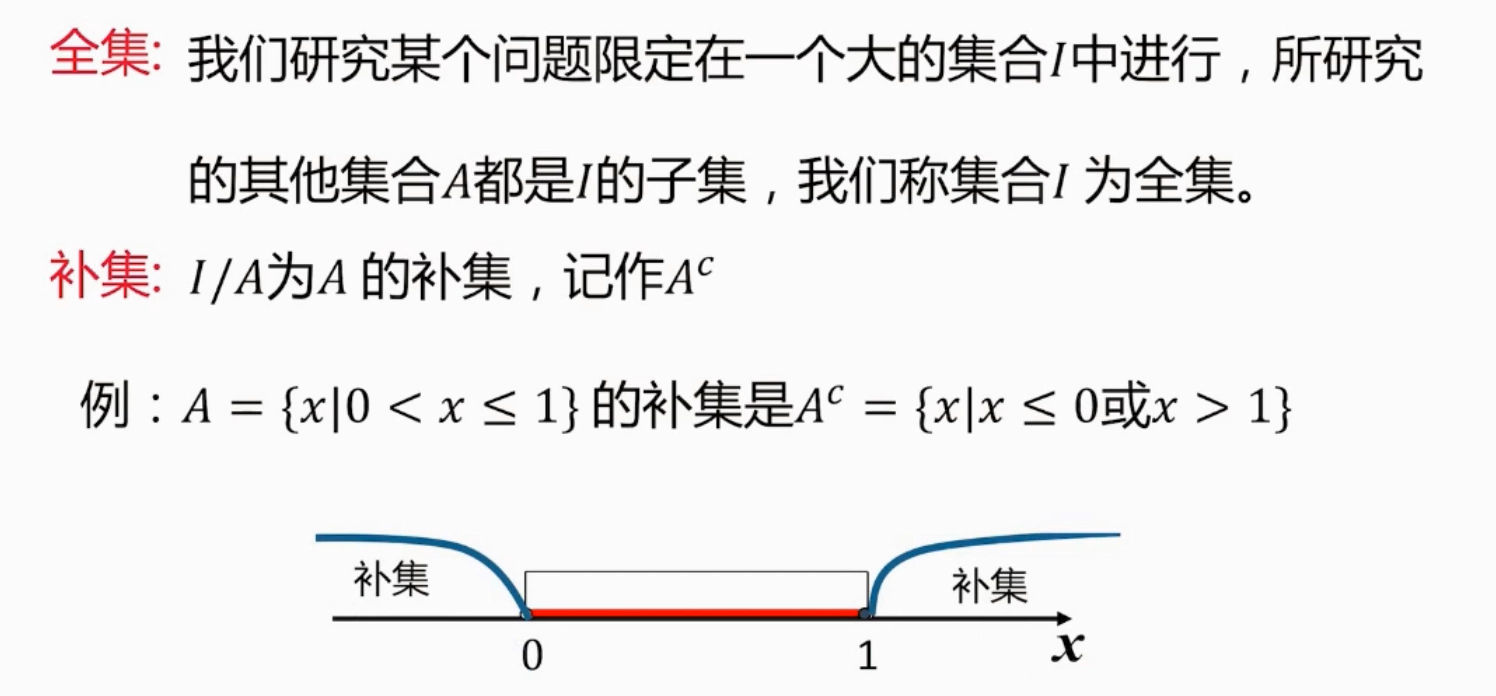 全集: 我们研究某个问题限定在一个大的集合I中进行，所研究
的其他集合A都是I的子集，我们称集合I 为全集。
补集: I/A为A 的补集，记作Aᶜ
例：A = {x|0 < x ≤ 1} 的补集是Aᶜ = {x|x ≤ 0或x > 1}
补集 补集
0 1 x